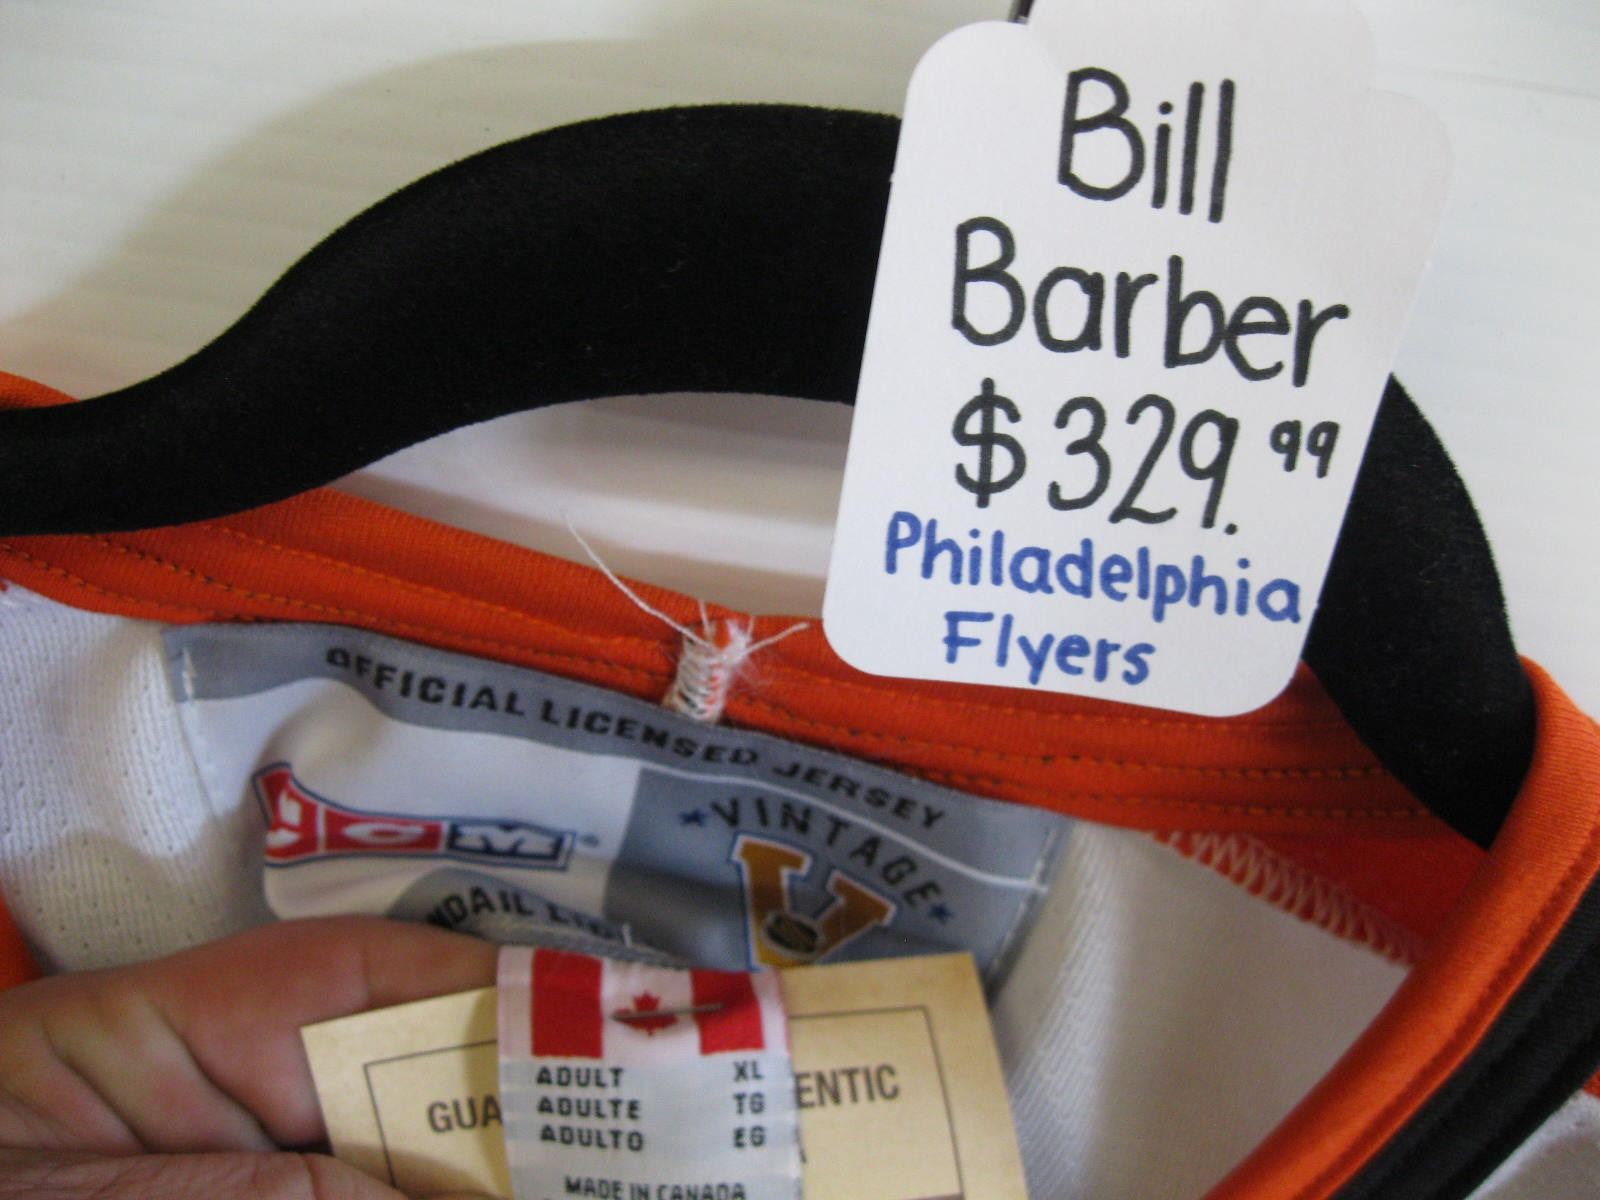 Bill
Barber
$329.99
Philadelphia
Flyers
OFFICIAL LICENSED JERSEY
CCM
VINTAGE
V
ADULT XL
ADULTE TG
ADULTO EG
MADE IN CANADA